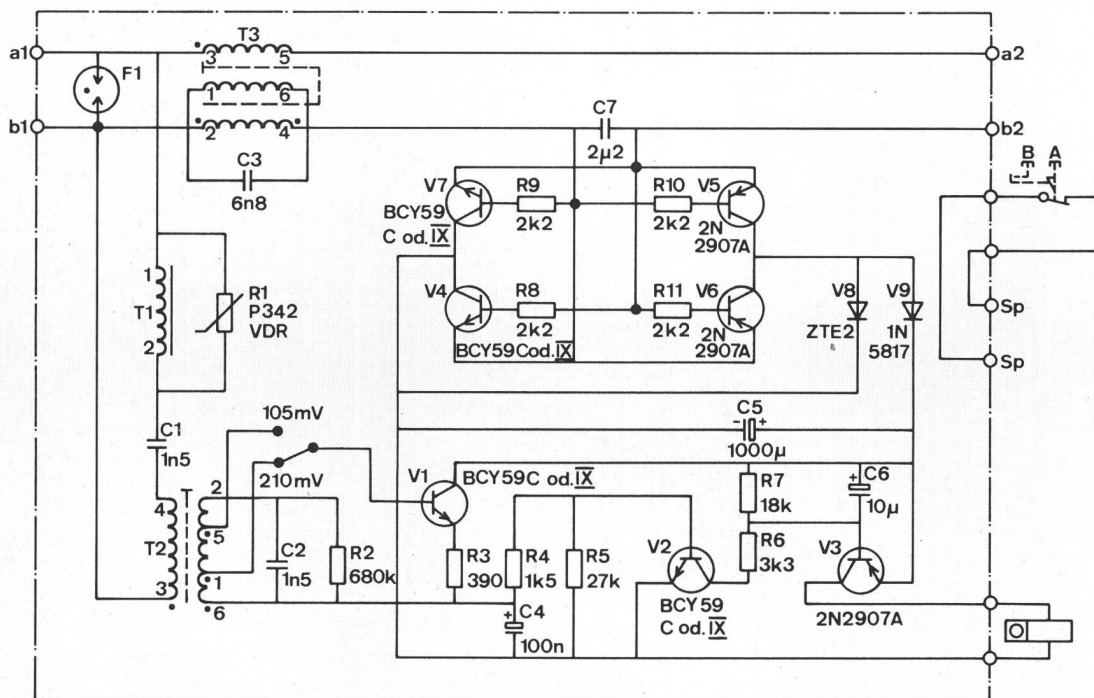 T3
a1
3
5
a2
F1
1
6
b1
2
4
C7
2µ2
b2
C3
6n8
B A
V7
R9
R10
V5
BCY59
C od. IX
2k2
2k2
2N
2907A
1
T1
2
R1
P342
VDR
V4
R8
R11
V6
2k2
2k2
2N
2907A
BCY59Cod.IX
V8
ZTE2
V9
1N
5817
Sp
Sp
C1
1n5
105mV
210mV
C5
- +
1000µ
V1
BCY59C od. IX
R7
18k
+
C6
10µ
4
T2
3
2
5
1
6
C2
1n5
R2
680k
R3
390
R4
1k5
R5
27k
V2
BCY59
C od. IX
R6
3k3
V3
2N2907A
+
C4
100n